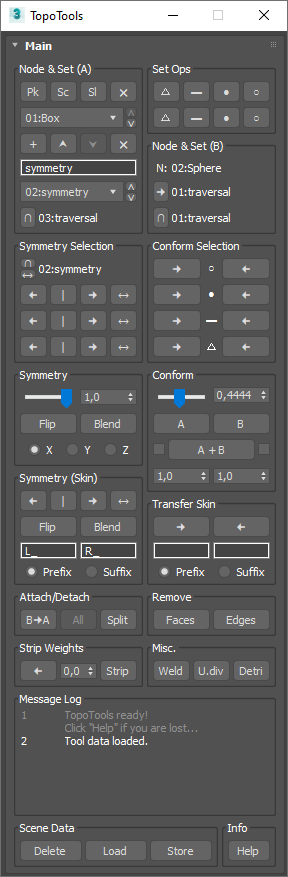 TopoTools
Main
Node & Set (A)
Pk Sc Sl ×
01:Box
+ ×
symmetry
02:symmetry
∩ 03:traversal
Set Ops
△ — ● ○
△ — ● ○
Node & Set (B)
N: 02:Sphere
→ 01:traversal
∩ 01:traversal
Symmetry Selection
∩ ↔ 02:symmetry
← | → ↔
← | → ↔
← | → ↔
Conform Selection
→ ○ ←
→ ● ←
→ — ←
→ △ ←
Symmetry
1,0
Flip Blend
X Y Z
Conform
0,4444
A B
A+B
1,0 1,0
Symmetry (Skin)
← | → ↔
Flip Blend
L_ R_
Prefix Suffix
Transfer Skin
→ ←
Prefix Suffix
Attach/Detach
B→A All Split
Remove
Faces Edges
Strip Weights
← 0,0 Strip
Misc.
Weld U.div Detri
Message Log
1 TopoTools ready!
Click "Help" if you are lost...
2 Tool data loaded.
Scene Data
Delete Load Store
Info
Help